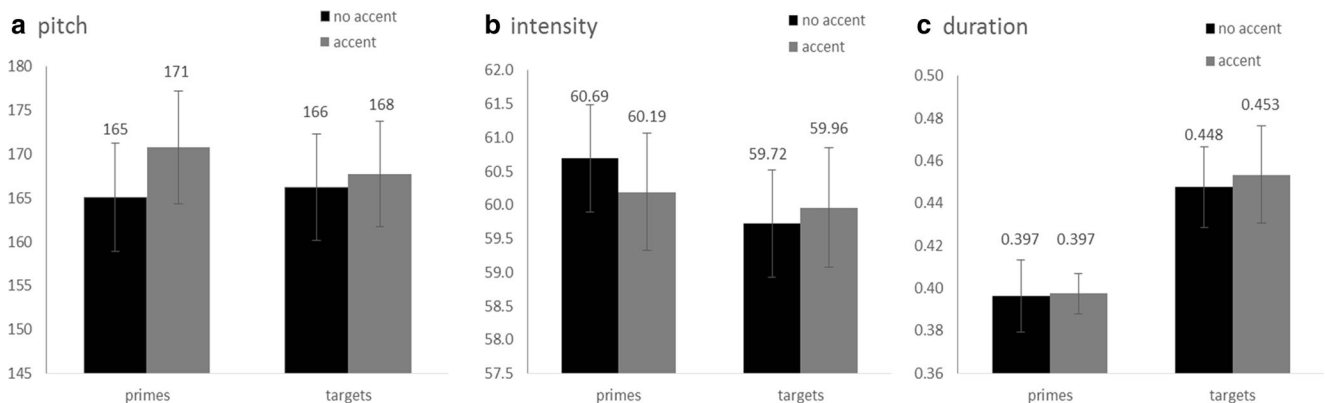 a pitch
no accent
accent
180
175
170
165
160
155
150
145
165
171
166
168
primes
targets
b intensity
no accent
accent
62.0
61.5
61.0
60.5
60.0
59.5
59.0
58.5
58.0
57.5
60.69
60.19
59.72
59.96
primes
targets
c duration
no accent
accent
0.50
0.48
0.46
0.44
0.42
0.40
0.38
0.36
0.397
0.397
0.448
0.453
primes
targets